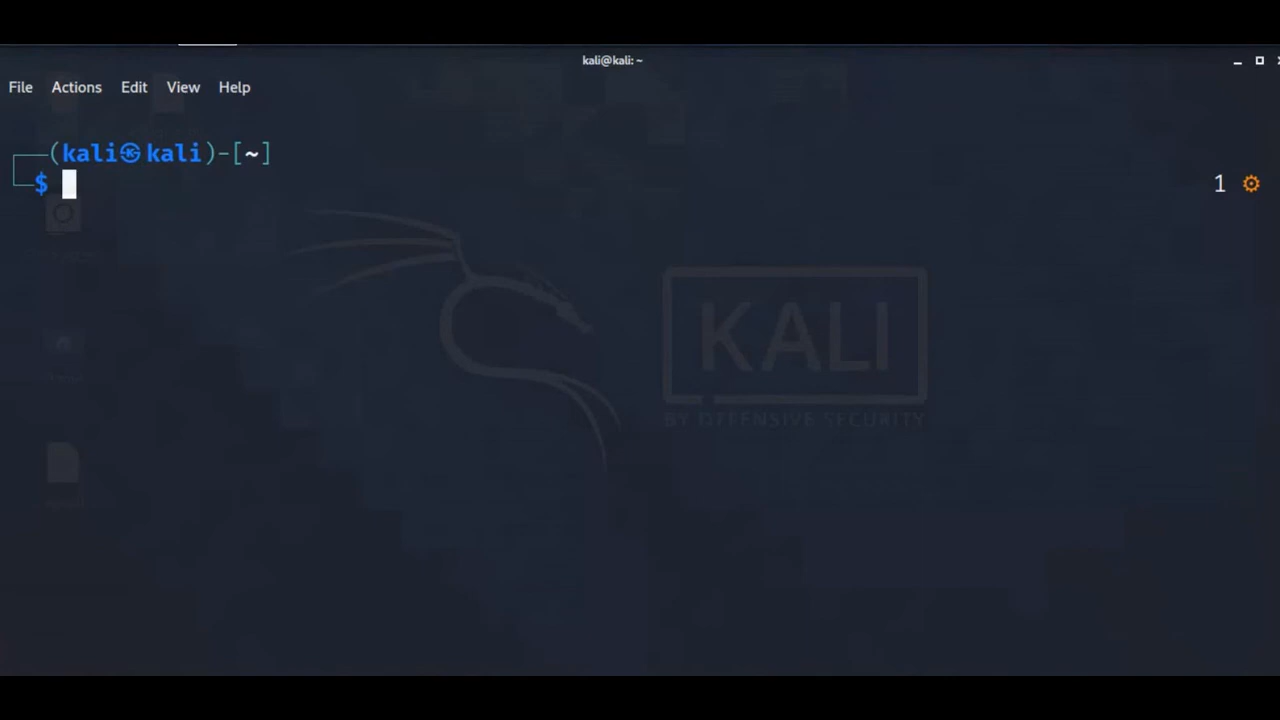 kali@kali: ~
File Actions Edit View Help
┌──(kali㉿kali)-[~]
└─$ 1 ⚙
KALI
BY OFFENSIVE SECURITY